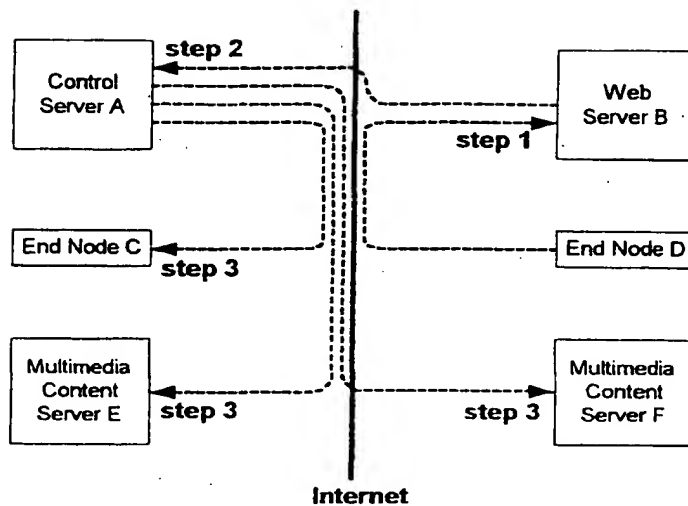 step 2
Control
Server A
Web
Server B
step 1
End Node C
step 3
End Node D
Multimedia
Content
Server E
step 3
step 3
Multimedia
Content
Server F
Internet